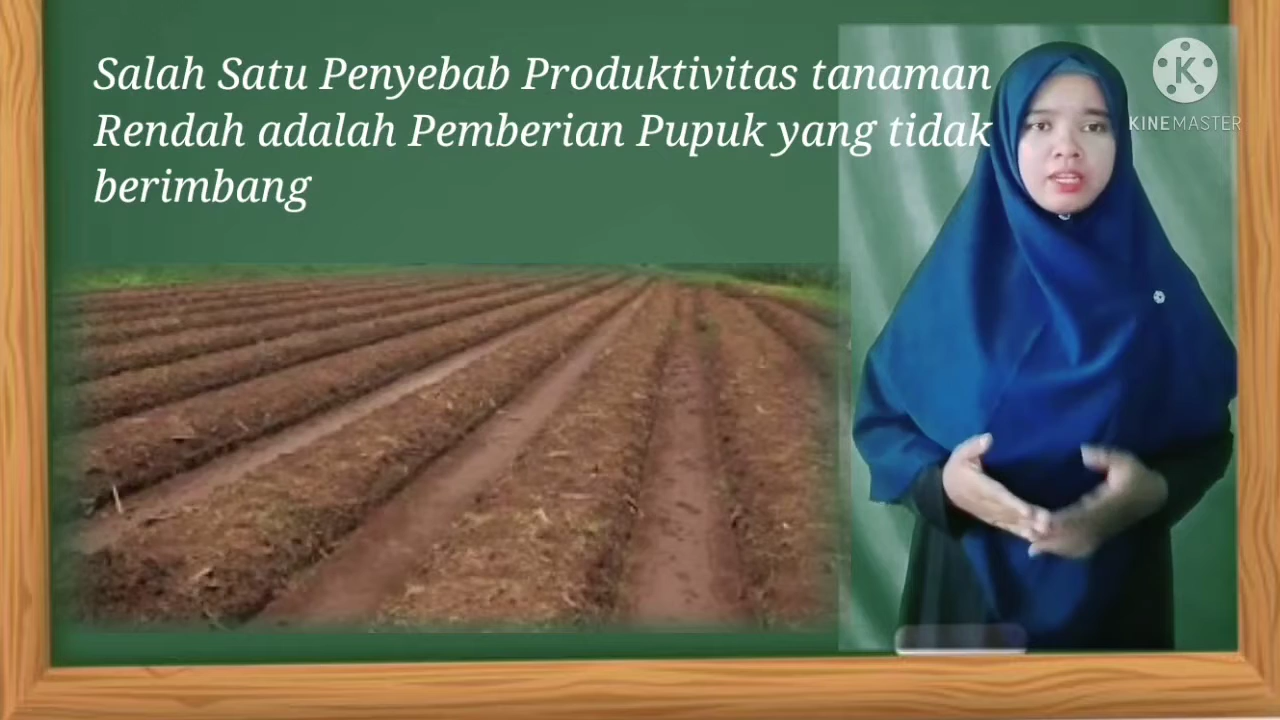 Salah Satu Penyebab Produktivitas tanaman
Rendah adalah Pemberian Pupuk yang tidak
berimbang
K
KINEMASTER